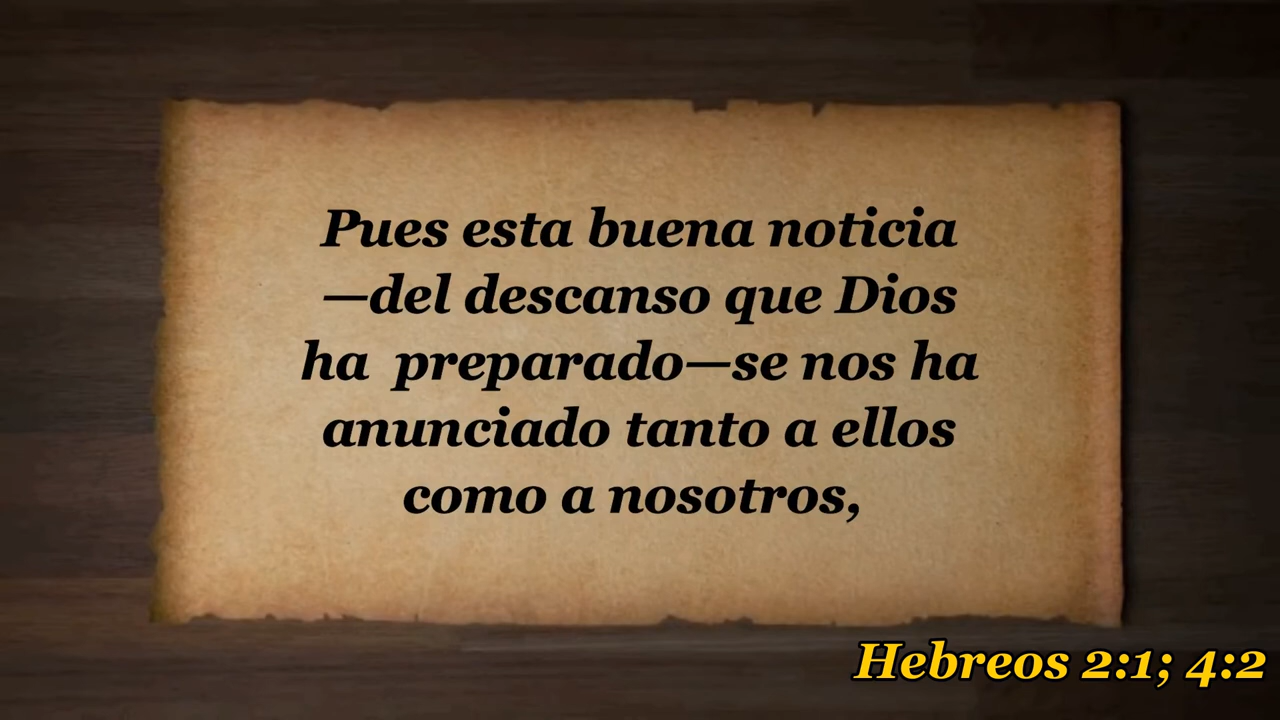 Pues esta buena noticia
—del descanso que Dios
ha preparado—se nos ha
anunciado tanto a ellos
como a nosotros,
Hebreos 2:1; 4:2